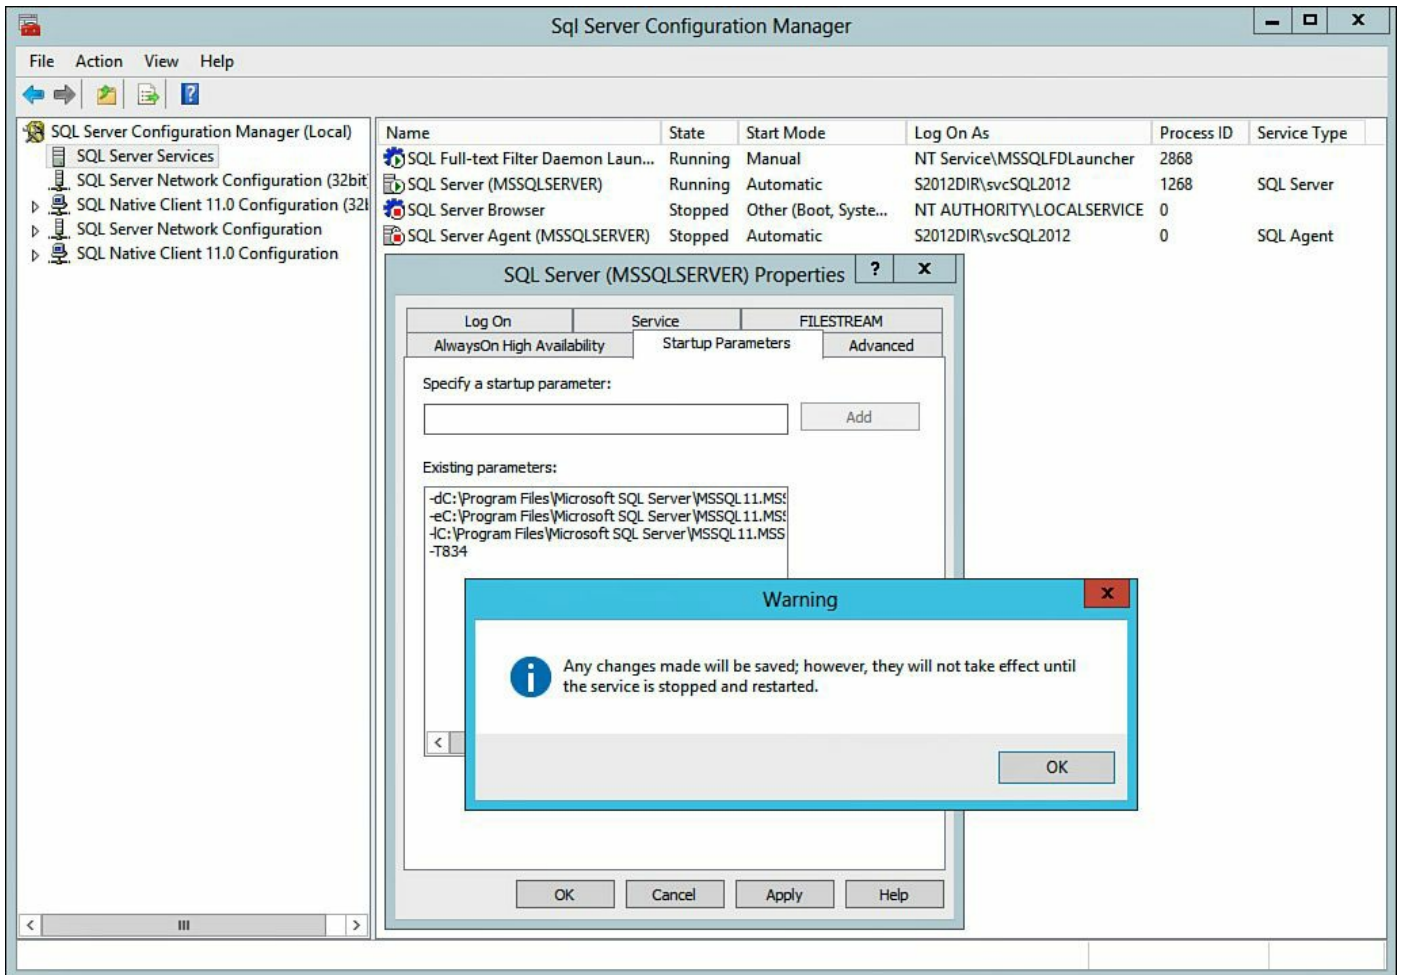 Sql Server Configuration Manager
File Action View Help
SQL Server Configuration Manager (Local)
SQL Server Services
SQL Server Network Configuration (32bit
SQL Native Client 11.0 Configuration (32b
SQL Server Network Configuration
SQL Native Client 11.0 Configuration
Name State Start Mode Log On As Process ID Service Type
SQL Full-text Filter Daemon Laun... Running Manual NT Service\MSSQLFDLauncher 2868
SQL Server (MSSQLSERVER) Running Automatic S2012DIR\svcSQL2012 1268 SQL Server
SQL Server Browser Stopped Other (Boot, Syste... NT AUTHORITY\LOCALSERVICE 0
SQL Server Agent (MSSQLSERVER) Stopped Automatic S2012DIR\svcSQL2012 0 SQL Agent
SQL Server (MSSQLSERVER) Properties ? x
Log On Service FILESTREAM
AlwaysOn High Availability Startup Parameters Advanced
Specify a startup parameter:
Add
Existing parameters:
-dC:\Program Files\Microsoft SQL Server\MSSQL11.MSS
-eC:\Program Files\Microsoft SQL Server\MSSQL11.MSS
-lC:\Program Files\Microsoft SQL Server\MSSQL11.MSS
-T834
Warning x
Any changes made will be saved; however, they will not take effect until
the service is stopped and restarted.
OK
OK Cancel Apply Help